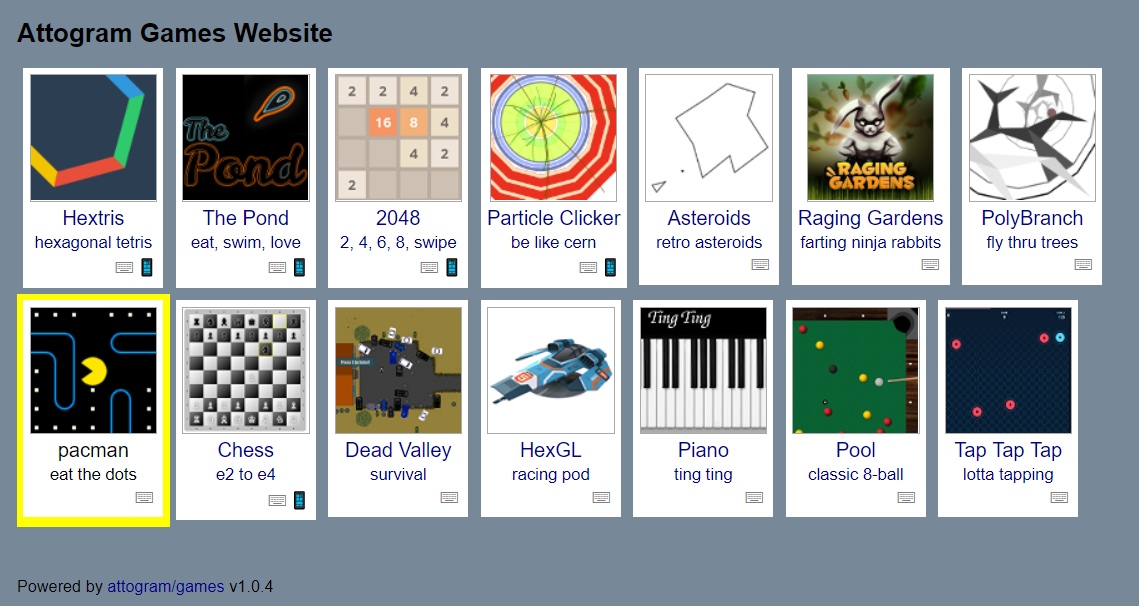 Attogram Games Website
The
Pond
2 2 4 2
16 8 4
4 2
2
RAGING
GARDENS
Hextris
hexagonal tetris
The Pond
eat, swim, love
2048
2, 4, 6, 8, swipe
Particle Clicker
be like cern
Asteroids
retro asteroids
Raging Gardens
farting ninja rabbits
PolyBranch
fly thru trees
Ting Ting
pacman
eat the dots
Chess
e2 to e4
Dead Valley
survival
HexGL
racing pod
Piano
ting ting
Pool
classic 8-ball
Tap Tap Tap
lotta tapping
Powered by attogram/games v1.0.4